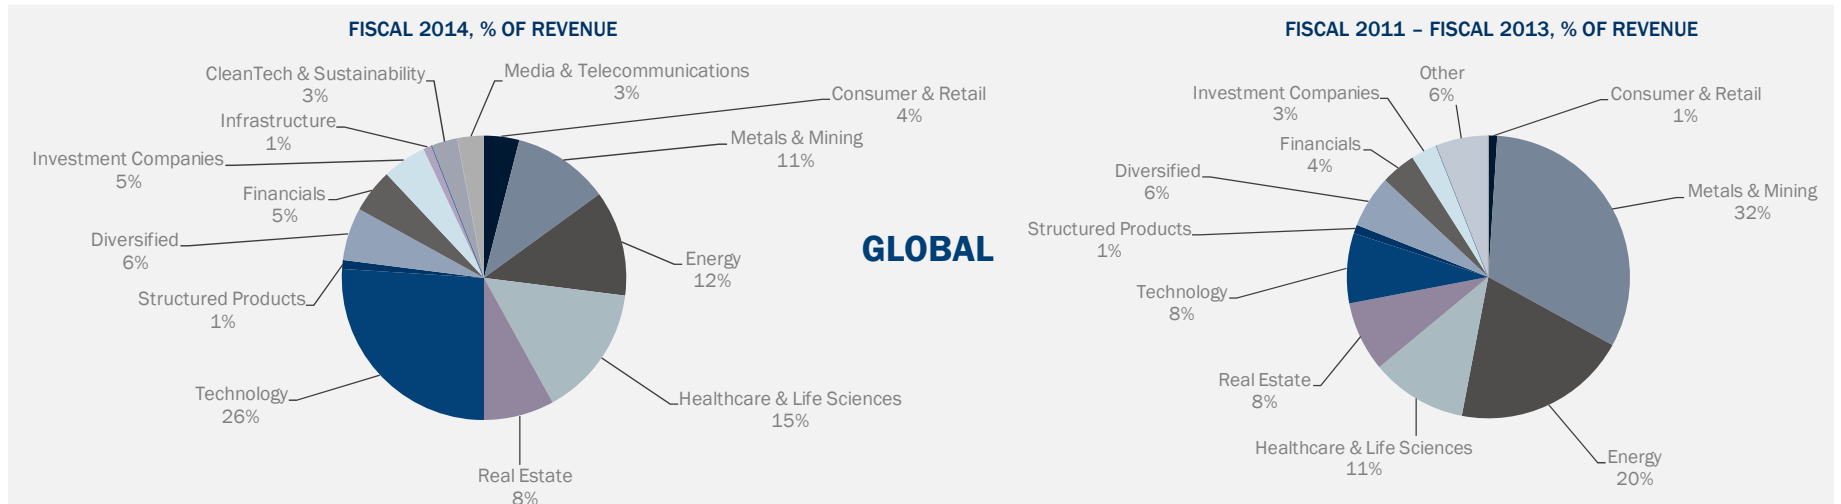 FISCAL 2014, % OF REVENUE
CleanTech & Sustainability
3%
Media & Telecommunications
3%
Consumer & Retail
4%
Infrastructure
1%
Metals & Mining
11%
Investment Companies
5%
Financials
5%
Diversified
6%
Energy
12%
Structured Products
1%
Technology
26%
Healthcare & Life Sciences
15%
Real Estate
8%
GLOBAL
FISCAL 2011 – FISCAL 2013, % OF REVENUE
Other
6%
Investment Companies
3%
Consumer & Retail
1%
Financials
4%
Diversified
6%
Metals & Mining
32%
Structured Products
1%
Technology
8%
Real Estate
8%
Healthcare & Life Sciences
11%
Energy
20%